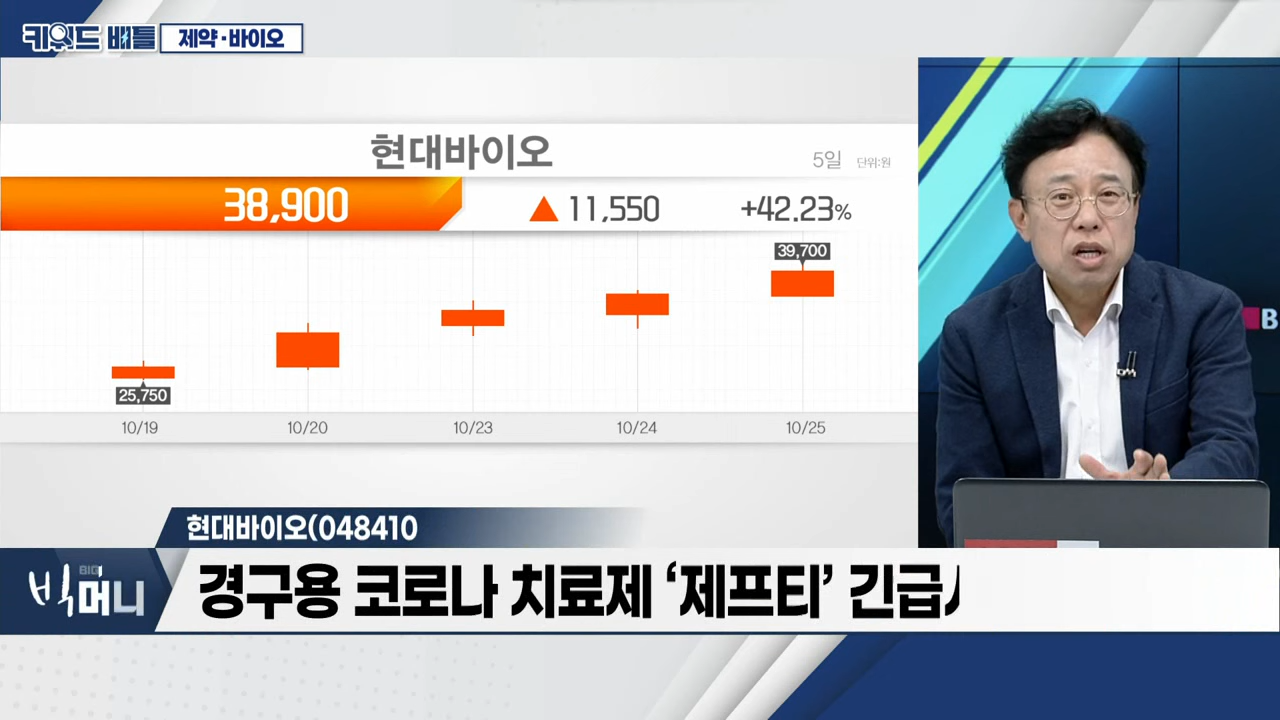 키워드 배틀 제약·바이오
현대바이오
5일 단위:원
38,900 ▲ 11,550 +42.23%
39,700
25,750
10/19 10/20 10/23 10/24 10/25
B
현대바이오(048410
BIG
빅머니
경구용 코로나 치료제 ‘제프티’ 긴급